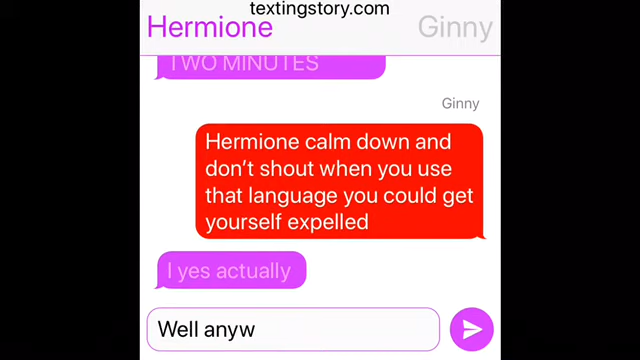 textingstory.com
Hermione
Ginny
TWO MINUTES
Ginny
Hermione calm down and
don't shout when you use
that language you could get
yourself expelled
I yes actually
Well anyw